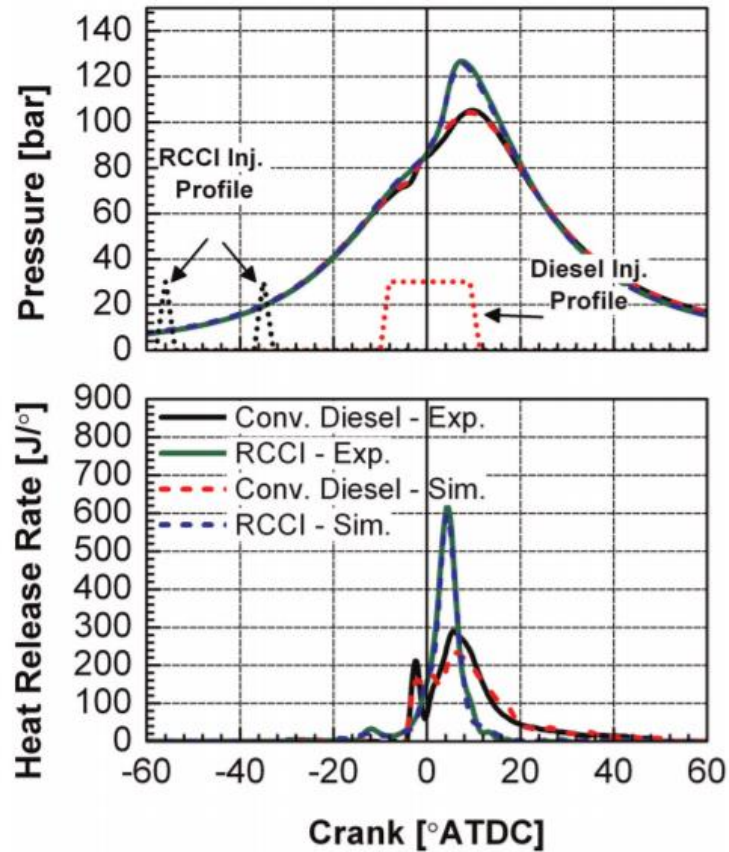 140
120
100
80
60
40
20
0
Pressure [bar]
RCCI Inj.
Profile
Diesel Inj.
Profile
900
800
700
600
500
400
300
200
100
0
Heat Release Rate [J/°]
Conv. Diesel - Exp.
RCCI - Exp.
Conv. Diesel - Sim.
RCCI - Sim.
-60 -40 -20 0 20 40 60
Crank [°ATDC]